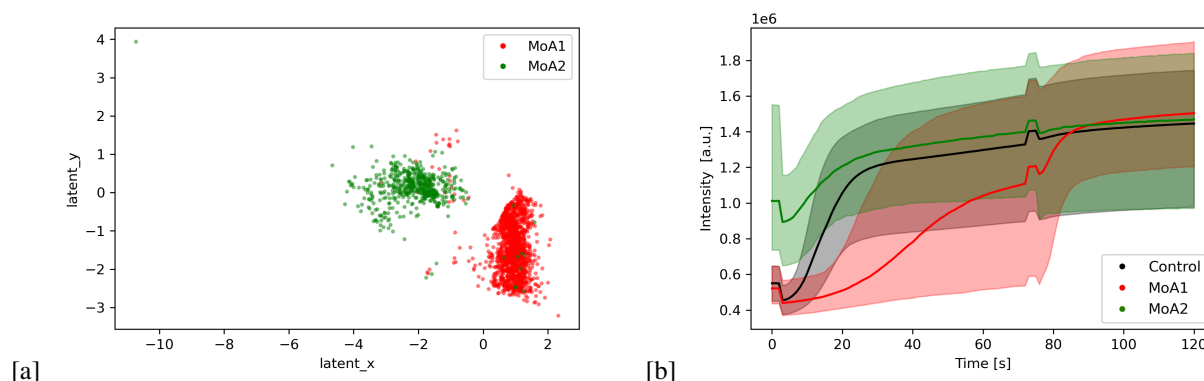 4
3
2
1
0
−1
−2
−3
−10
−8
−6
−4
−2
0
2
latent_y
latent_x
MoA1
MoA2
[a]
1e6
1.8
1.6
1.4
1.2
1.0
0.8
0.6
0.4
0
20
40
60
80
100
120
Intensity [a.u.]
Time [s]
Control
MoA1
MoA2
[b]